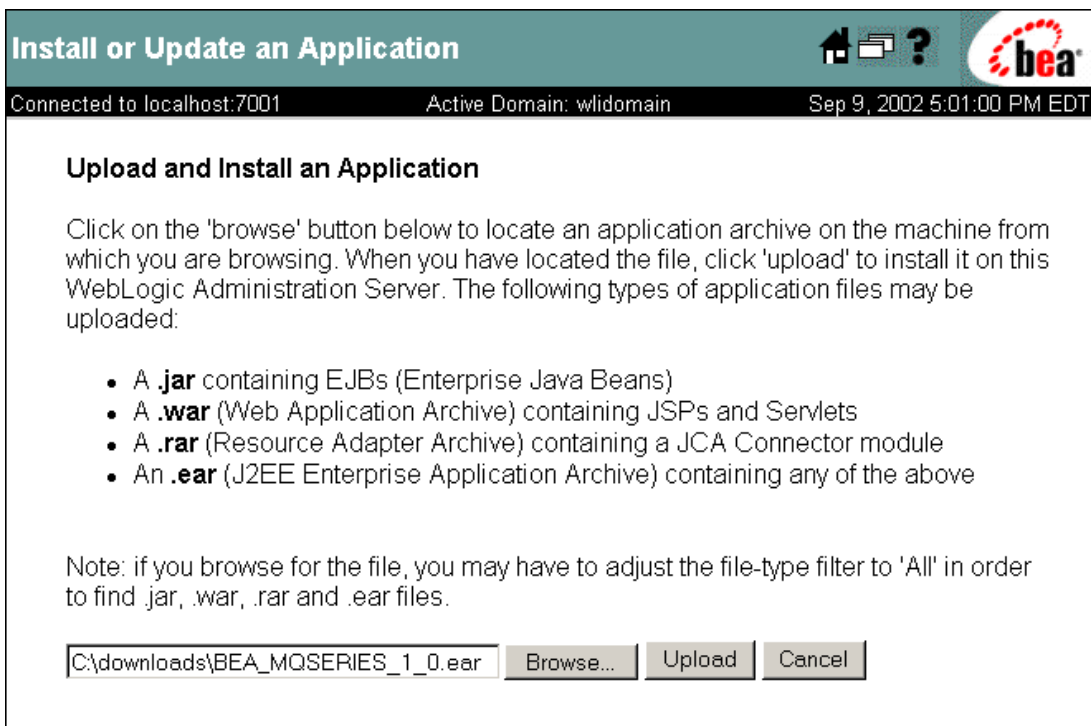 Install or Update an Application
?
bea
Connected to localhost:7001 Active Domain: wlidomain Sep 9, 2002 5:01:00 PM EDT
Upload and Install an Application
Click on the 'browse' button below to locate an application archive on the machine from
which you are browsing. When you have located the file, click 'upload' to install it on this
WebLogic Administration Server. The following types of application files may be
uploaded:
• A .jar containing EJBs (Enterprise Java Beans)
• A .war (Web Application Archive) containing JSPs and Servlets
• A .rar (Resource Adapter Archive) containing a JCA Connector module
• An .ear (J2EE Enterprise Application Archive) containing any of the above
Note: if you browse for the file, you may have to adjust the file-type filter to 'All' in order
to find .jar, .war, .rar and .ear files.
C:\downloads\BEA_MQSERIES_1_0.ear Browse... Upload Cancel